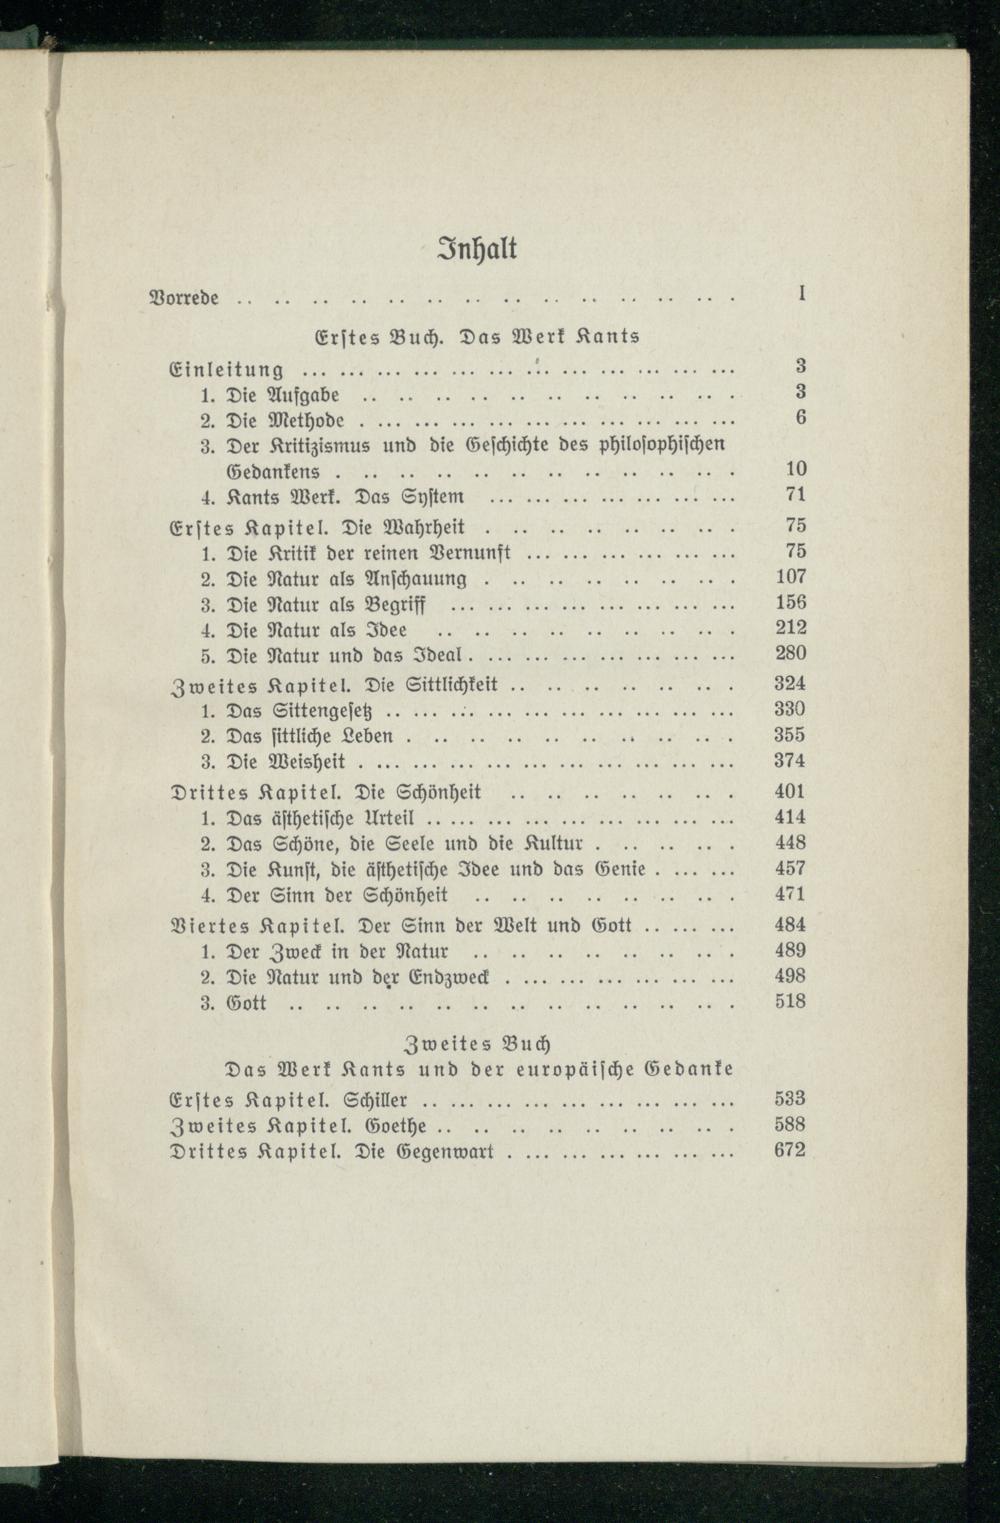 Inhalt
Vorrede .. .. .. .. .. .. .. .. .. .. .. .. .. . I
Erstes Buch. Das Werk Kants
Einleitung ... ... ... ... ... ... ... ... ... ... ... ... 3
1. Die Aufgabe .. .. .. .. .. .. .. .. .. .. . 3
2. Die Methode . ... ... ... ... ... ... ... ... ... ... 6
3. Der Kritizismus und die Geschichte des philosophischen
Gedankens . .. .. .. .. .. .. .. .. .. .. . 10
4. Kants Werk. Das System ... ... ... ... ... ... ... 71
Erstes Kapitel. Die Wahrheit . .. .. .. .. .. .. . 75
1. Die Kritik der reinen Vernunft ... ... ... ... ... ... 75
2. Die Natur als Anschauung . .. .. .. .. .. .. . 107
3. Die Natur als Begriff ... ... ... ... ... ... ... ... 156
4. Die Natur als Idee .. .. .. .. .. .. .. .. . 212
5. Die Natur und das Ideal . ... ... ... ... ... ... ... 280
Zweites Kapitel. Die Sittlichkeit .. .. .. .. .. .. . 324
1. Das Sittengesetz .. ... ... ... ... ... ... ... ... ... 330
2. Das sittliche Leben . .. .. .. .. .. .. .. .. . 355
3. Die Weisheit . ... ... ... ... ... ... ... ... ... ... 374
Drittes Kapitel. Die Schönheit .. .. .. .. .. .. . 401
1. Das ästhetische Urteil .. ... ... ... ... ... ... ... ... 414
2. Das Schöne, die Seele und die Kultur . .. .. .. . 448
3. Die Kunst, die ästhetische Idee und das Genie . ... ... 457
4. Der Sinn der Schönheit .. .. .. .. .. .. .. . 471
Viertes Kapitel. Der Sinn der Welt und Gott .. ... ... 484
1. Der Zweck in der Natur .. .. .. .. .. .. .. . 489
2. Die Natur und der Endzweck . ... ... ... ... ... ... 498
3. Gott .. .. .. .. .. .. .. .. .. .. .. .. . 518
Zweites Buch
Das Werk Kants und der europäische Gedanke
Erstes Kapitel. Schiller .. ... ... ... ... ... ... ... ... 533
Zweites Kapitel. Goethe .. .. .. .. .. .. .. .. . 588
Drittes Kapitel. Die Gegenwart . ... ... ... ... ... ... 672